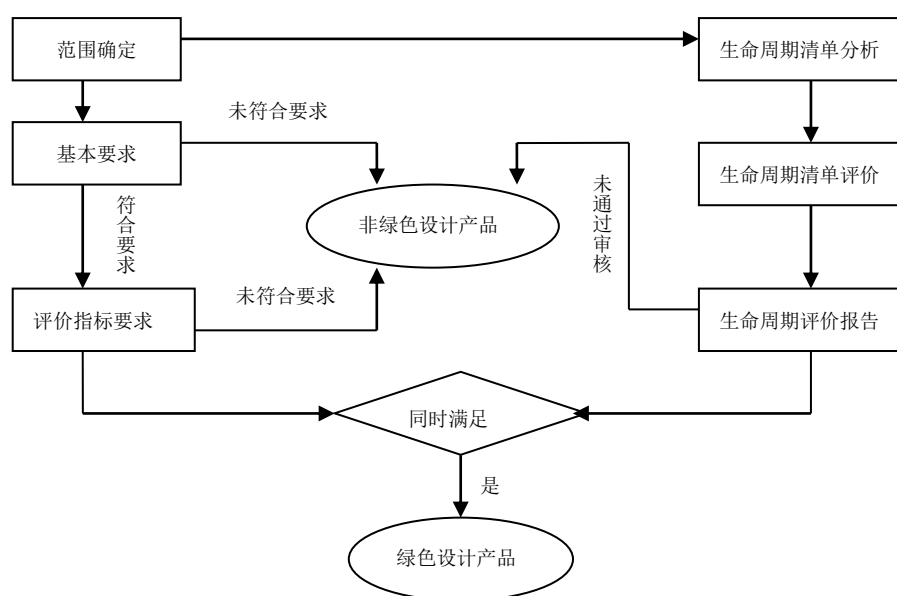 范围确定
生命周期清单分析
未符合要求
基本要求
生命周期清单评价
符合要求
未通过审核
非绿色设计产品
未符合要求
评价指标要求
生命周期评价报告
同时满足
是
绿色设计产品